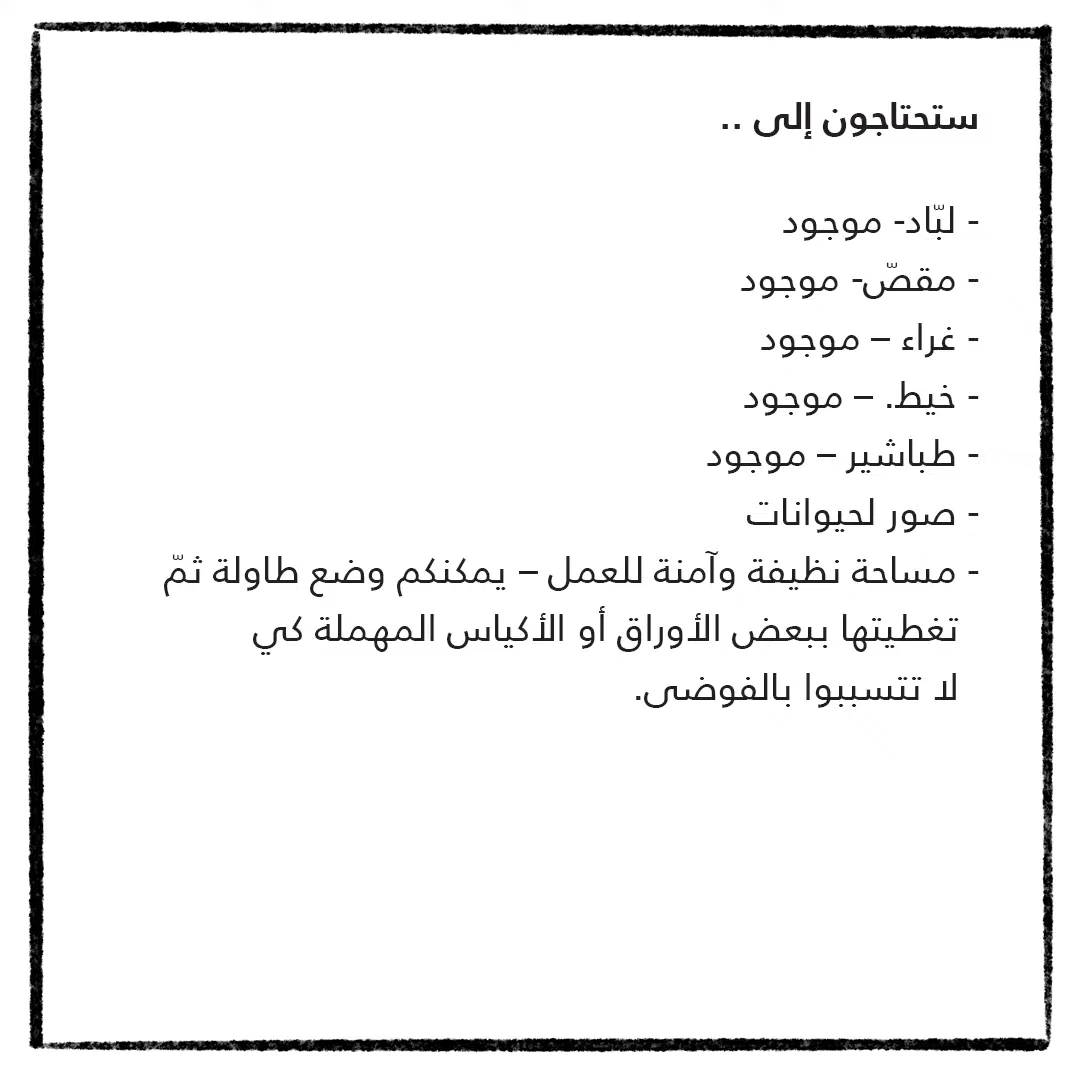 ستحتاجون إلى ..
- لبّاد- موجود
- مقصّ- موجود
- غراء – موجود
- خيط. – موجود
- طباشير – موجود
- صور لحيوانات
- مساحة نظيفة وآمنة للعمل – يمكنكم وضع طاولة ثمّ
تغطيتها ببعض الأوراق أو الأكياس المهملة كي
لا تتسببوا بالفوضى.